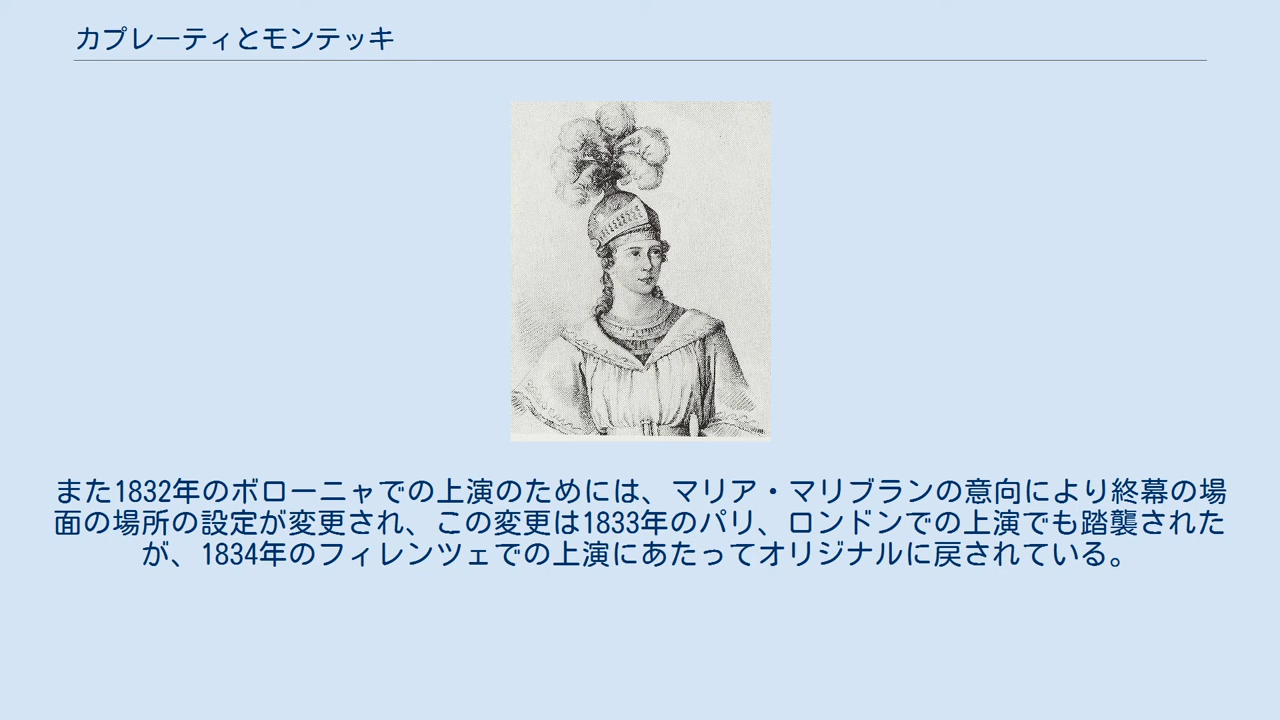 カプレーティとモンテッキ
また1832年のボローニャでの上演のためには、マリア・マリブランの意向により終幕の場
面の場所の設定が変更され、この変更は1833年のパリ、ロンドンでの上演でも踏襲された
が、1834年のフィレンツェでの上演にあたってオリジナルに戻されている。